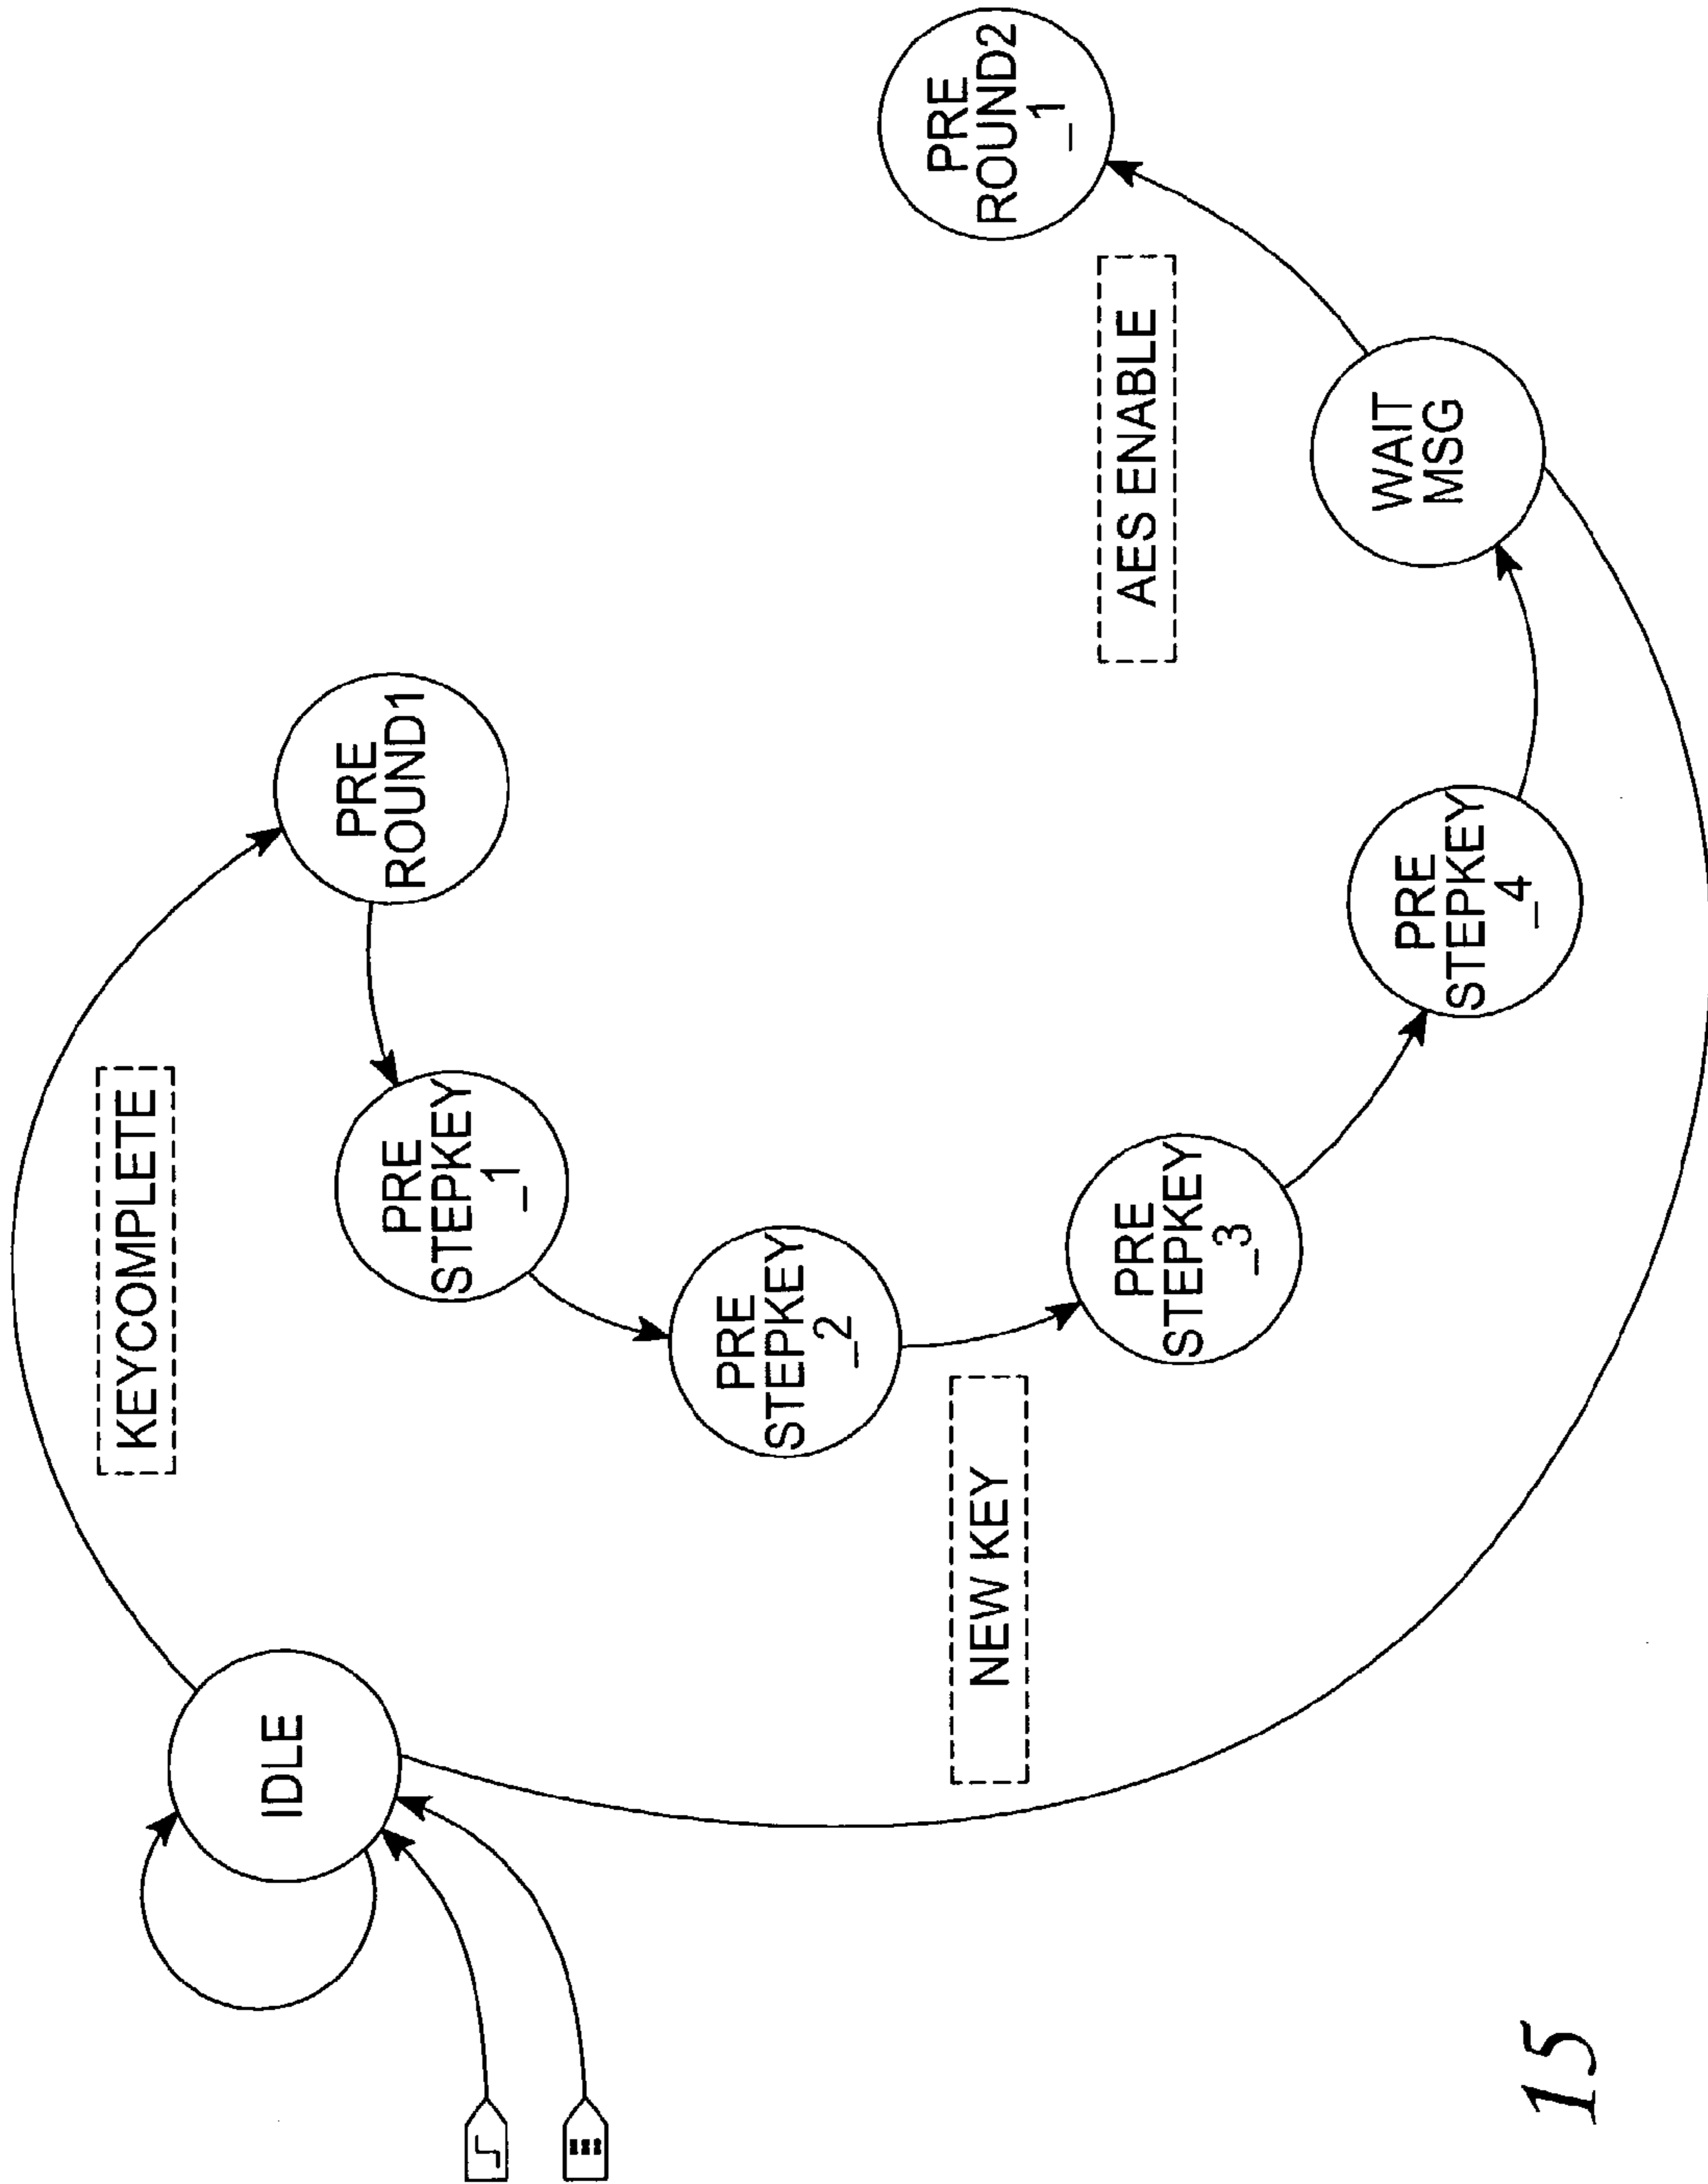 IDLE
KEYCOMPLETE
PRE
ROUND1
PRE
STEPKEY
_1
PRE
STEPKEY
_2
NEW KEY
PRE
STEPKEY
_3
PRE
STEPKEY
_4
WAIT
MSG
AES ENABLE
PRE
ROUND2
_1
15